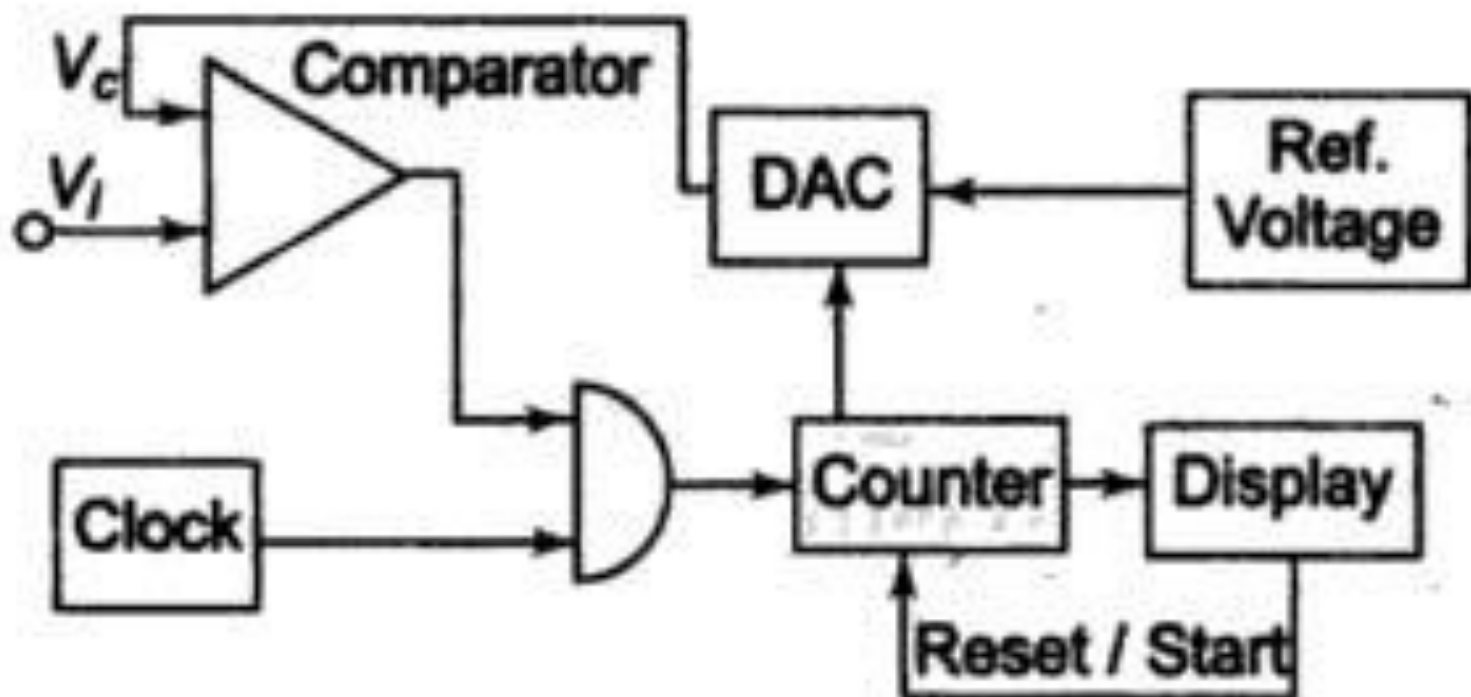 Vc
Comparator
Vi
DAC
Ref.
Voltage
Clock
Counter
Display
Reset / Start